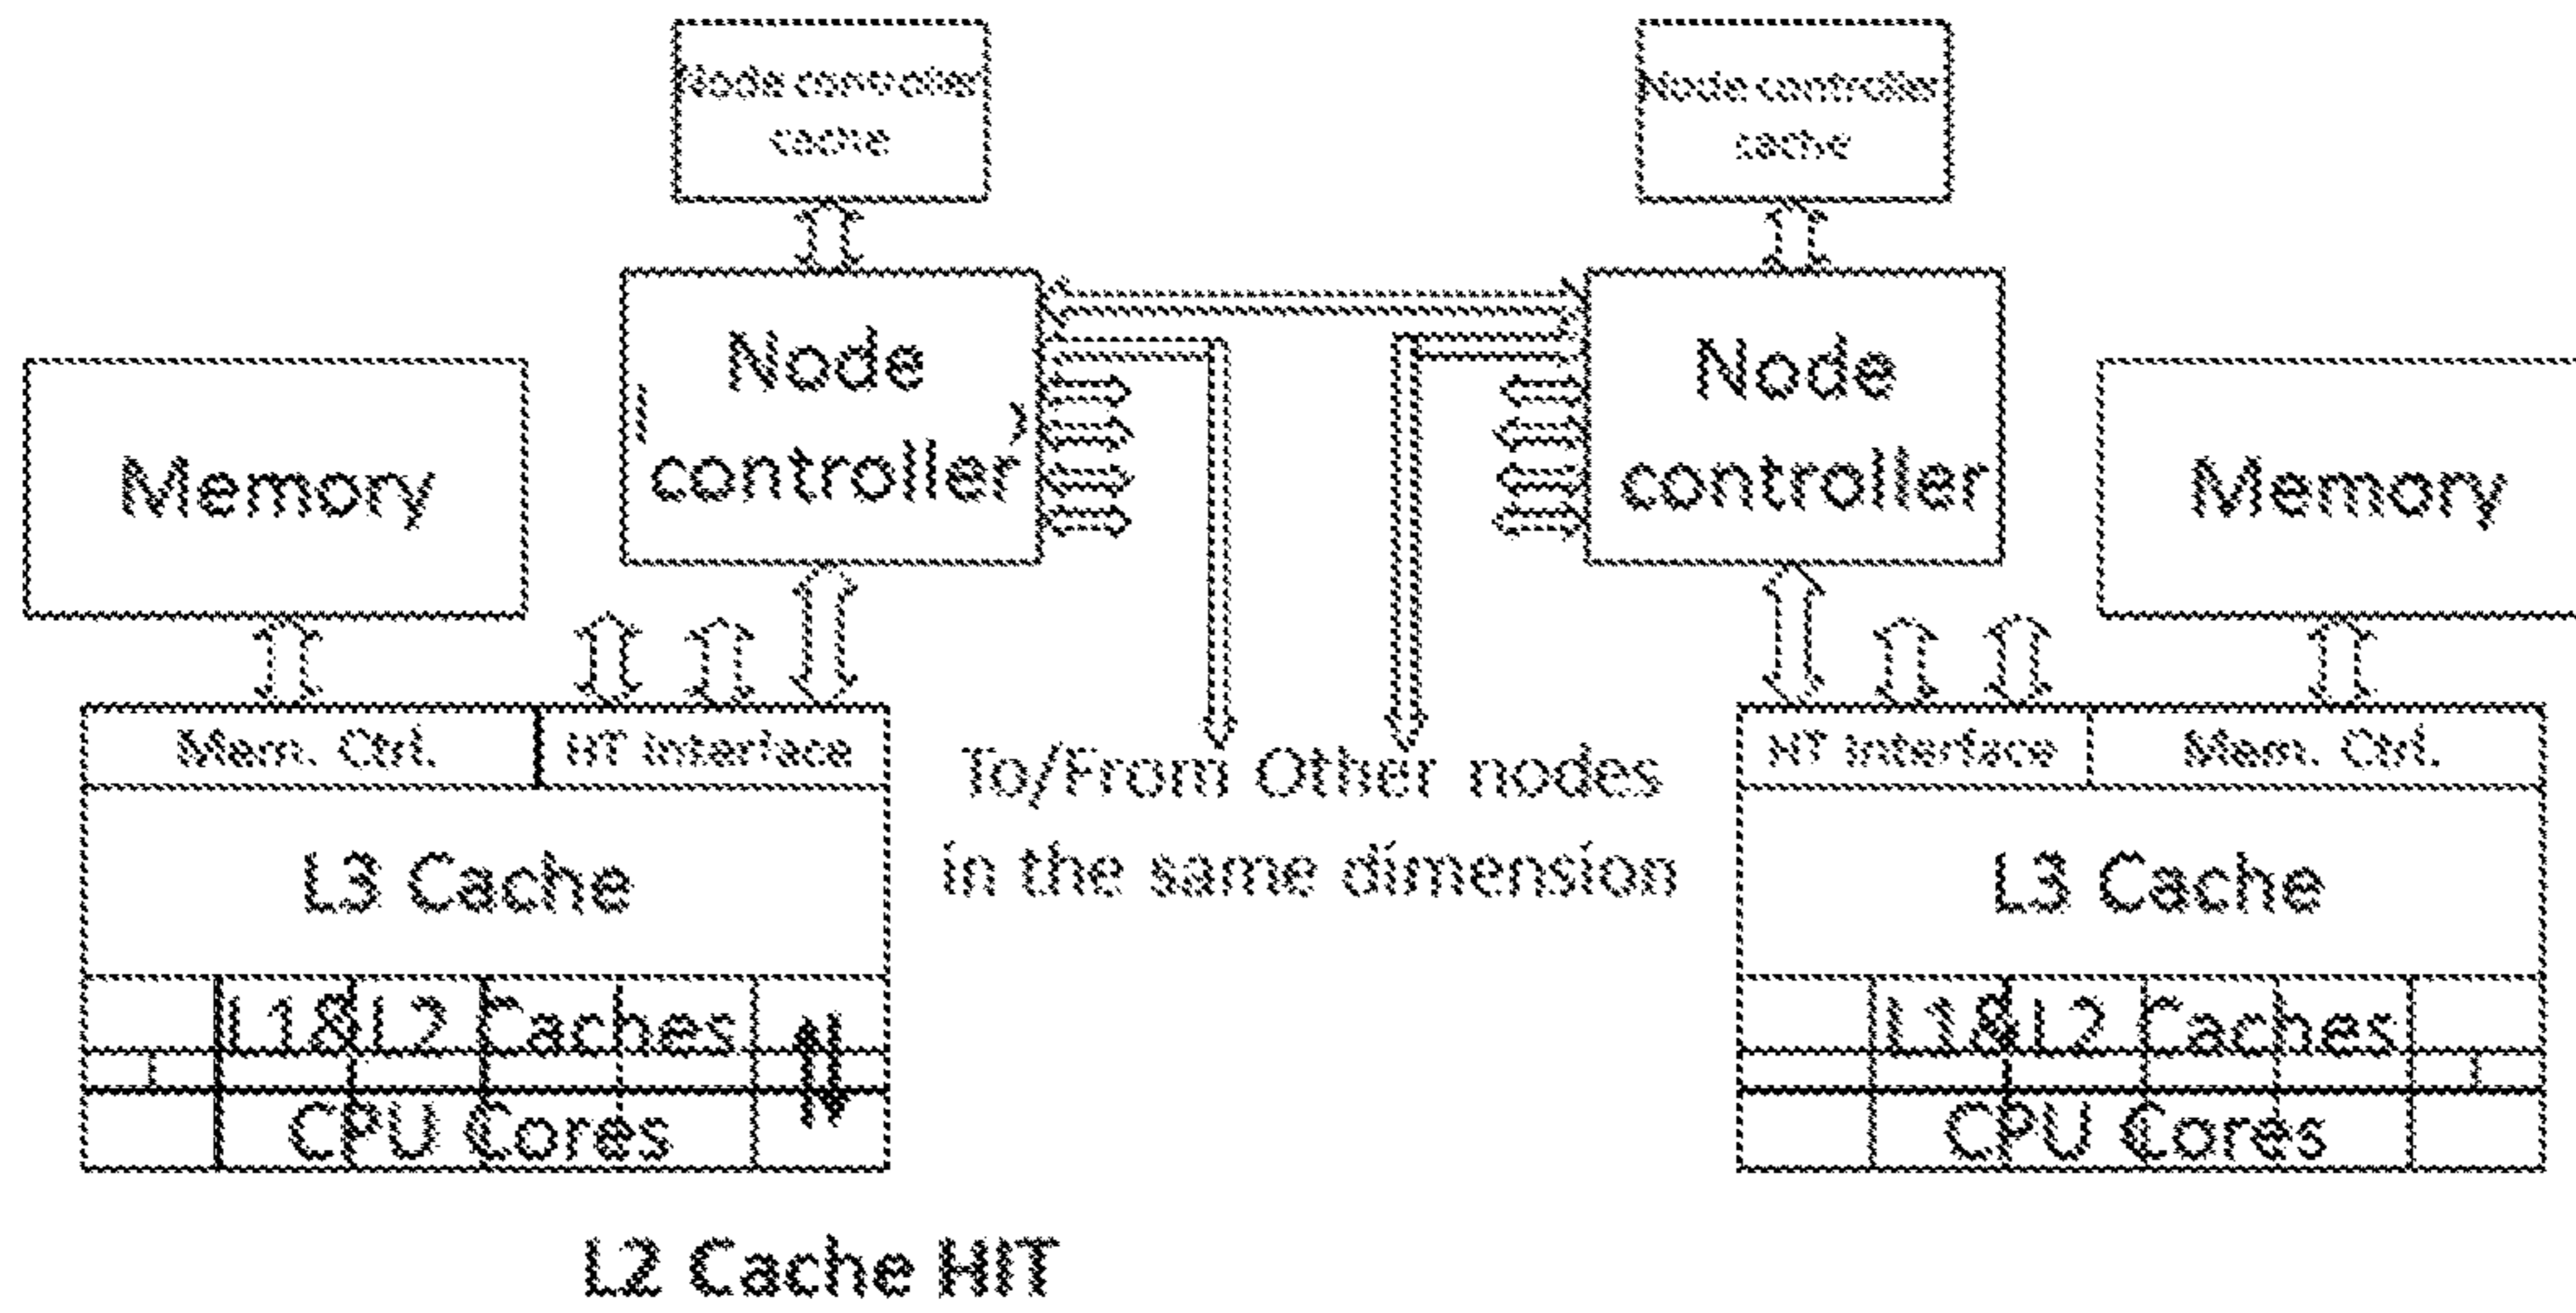 Node controller
cache
Node controller
cache
Node
controller
Node
controller
Memory
Memory
Mem. Ctrl.
HT Interface
HT Interface
Mem. Ctrl.
To/From Other nodes
in the same dimension
L3 Cache
L3 Cache
L1&L2 Caches
L1&L2 Caches
CPU Cores
CPU Cores
L2 Cache HIT